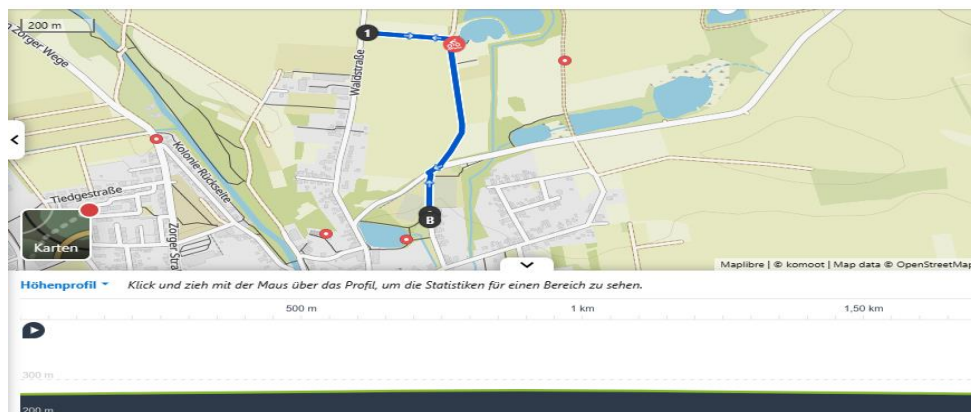 200 m
n Zorger Wege
1
Waldstraße
Kolonie Rückseite
Tiedgestraße
Zorger Stra
B
Karten
Maplibre | © komoot | Map data © OpenStreetMap
Höhenprofil
Klick und zieh mit der Maus über das Profil, um die Statistiken für einen Bereich zu sehen.
500 m
1 km
1,50 km
300 m
200 m